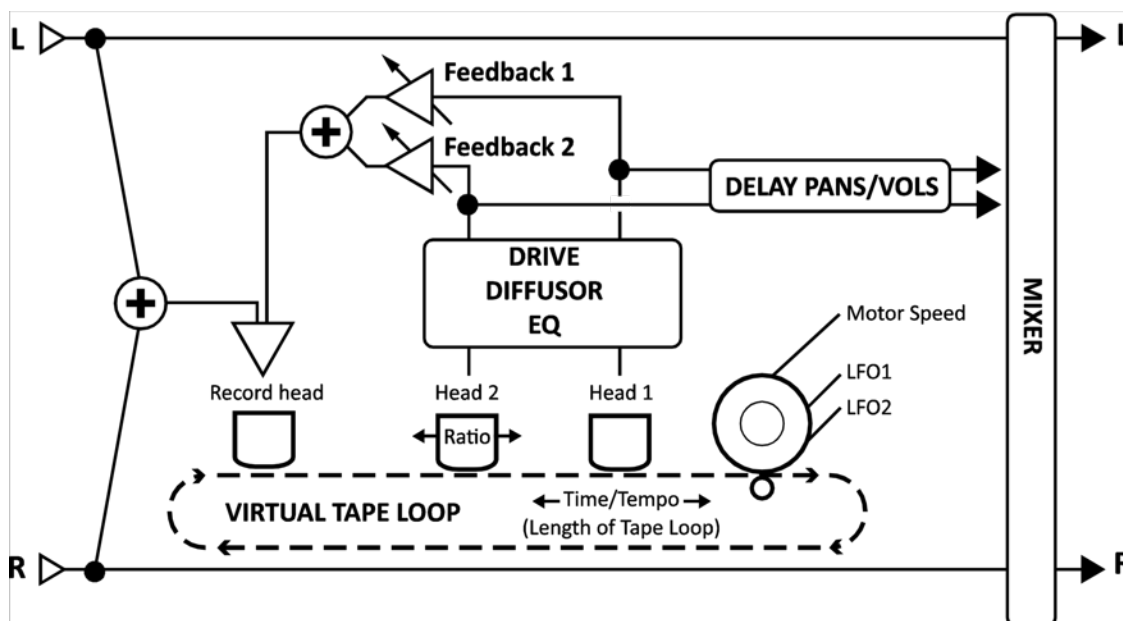 L
L
Feedback 1
Feedback 2
DELAY PANS/VOLS
DRIVE
DIFFUSOR
EQ
MIXER
Motor Speed
LFO1
LFO2
Record head
Head 2
Head 1
Ratio
VIRTUAL TAPE LOOP
Time/Tempo
(Length of Tape Loop)
R